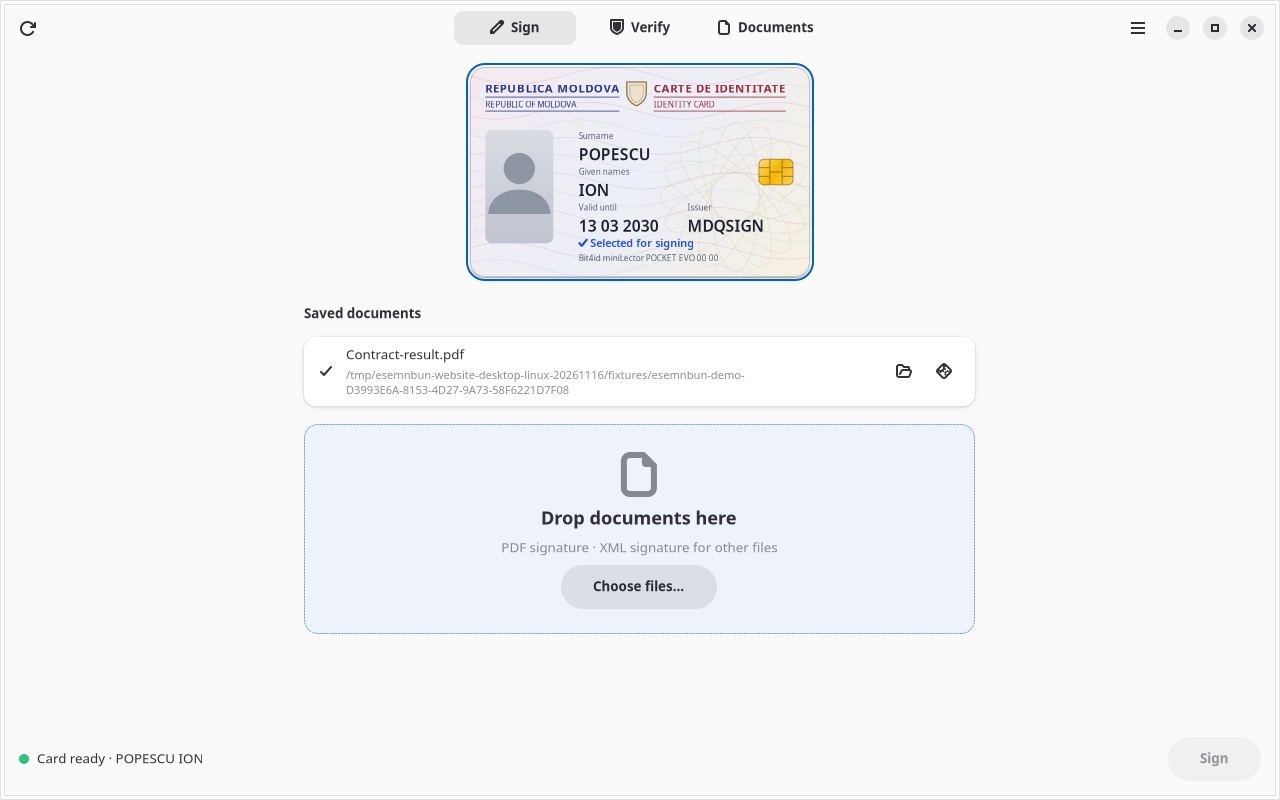 Sign
Verify
Documents
REPUBLICA MOLDOVA
REPUBLIC OF MOLDOVA
CARTE DE IDENTITATE
IDENTITY CARD
Surname
POPESCU
Given names
ION
Valid until
Issuer
13 03 2030
MDQSIGN
Selected for signing
Bit4id miniLector POCKET EVO 00 00
Saved documents
Contract-result.pdf
/tmp/esemnbun-website-desktop-linux-20261116/fixtures/esemnbun-demo-
D3993E6A-8153-4D27-9A73-58F6221D7F08
Drop documents here
PDF signature · XML signature for other files
Choose files...
Card ready · POPESCU ION
Sign